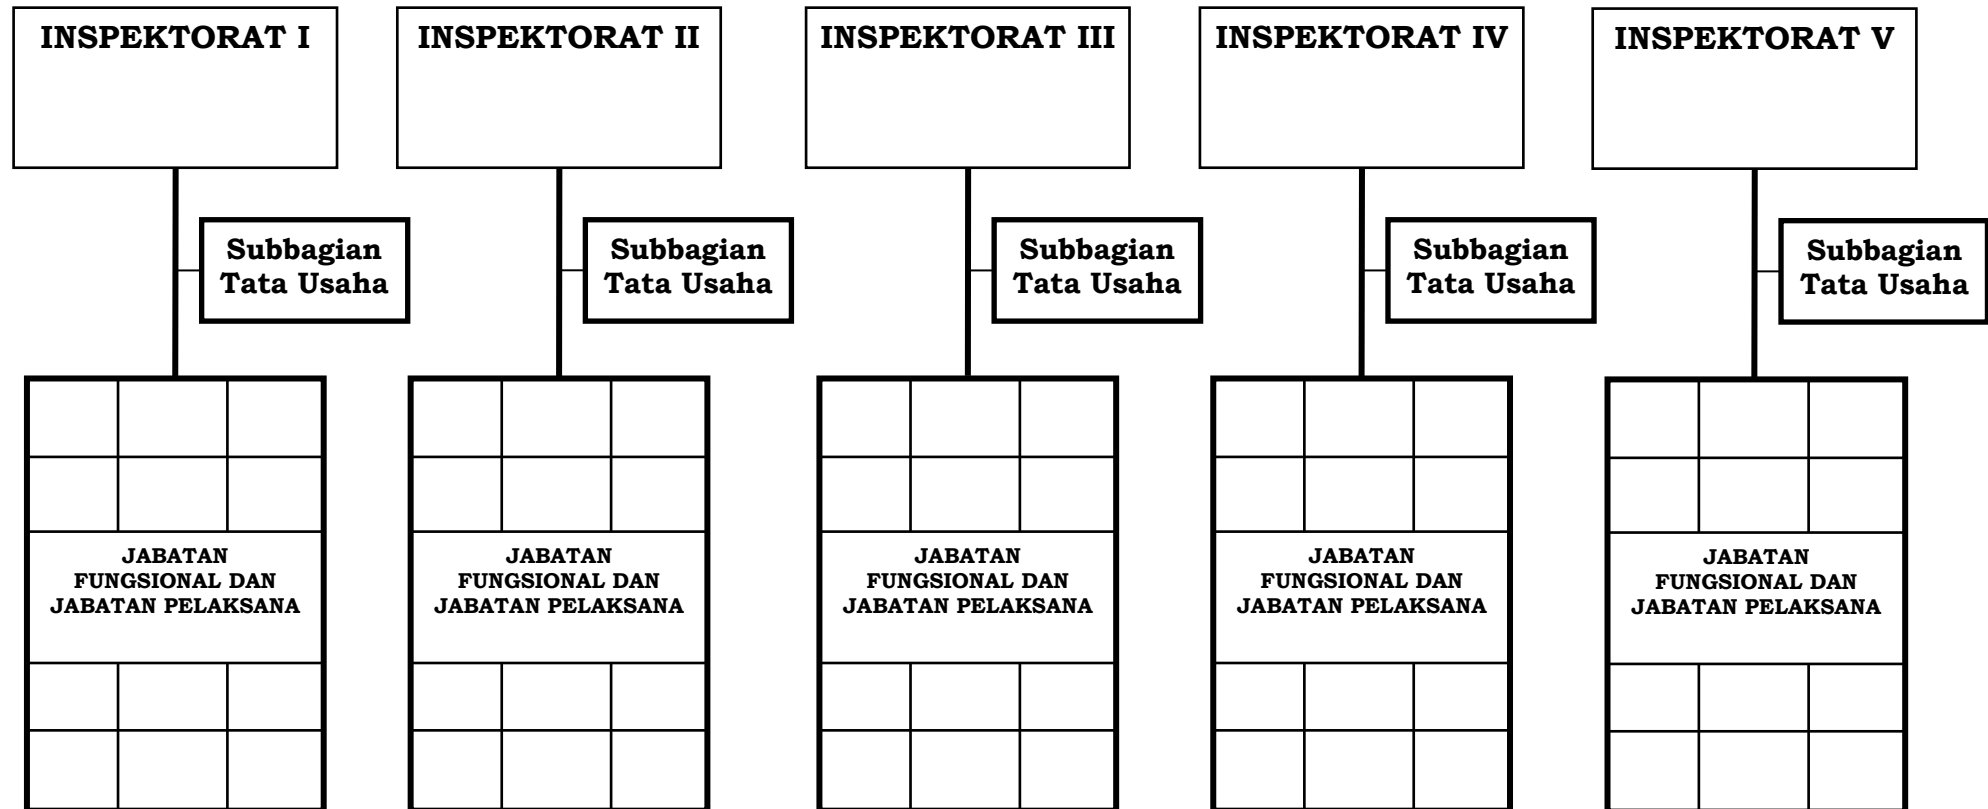 INSPEKTORAT I
INSPEKTORAT II
INSPEKTORAT III
INSPEKTORAT IV
INSPEKTORAT V
Subbagian
Tata Usaha
Subbagian
Tata Usaha
Subbagian
Tata Usaha
Subbagian
Tata Usaha
Subbagian
Tata Usaha
JABATAN
FUNGSIONAL DAN
JABATAN PELAKSANA
JABATAN
FUNGSIONAL DAN
JABATAN PELAKSANA
JABATAN
FUNGSIONAL DAN
JABATAN PELAKSANA
JABATAN
FUNGSIONAL DAN
JABATAN PELAKSANA
JABATAN
FUNGSIONAL DAN
JABATAN PELAKSANA